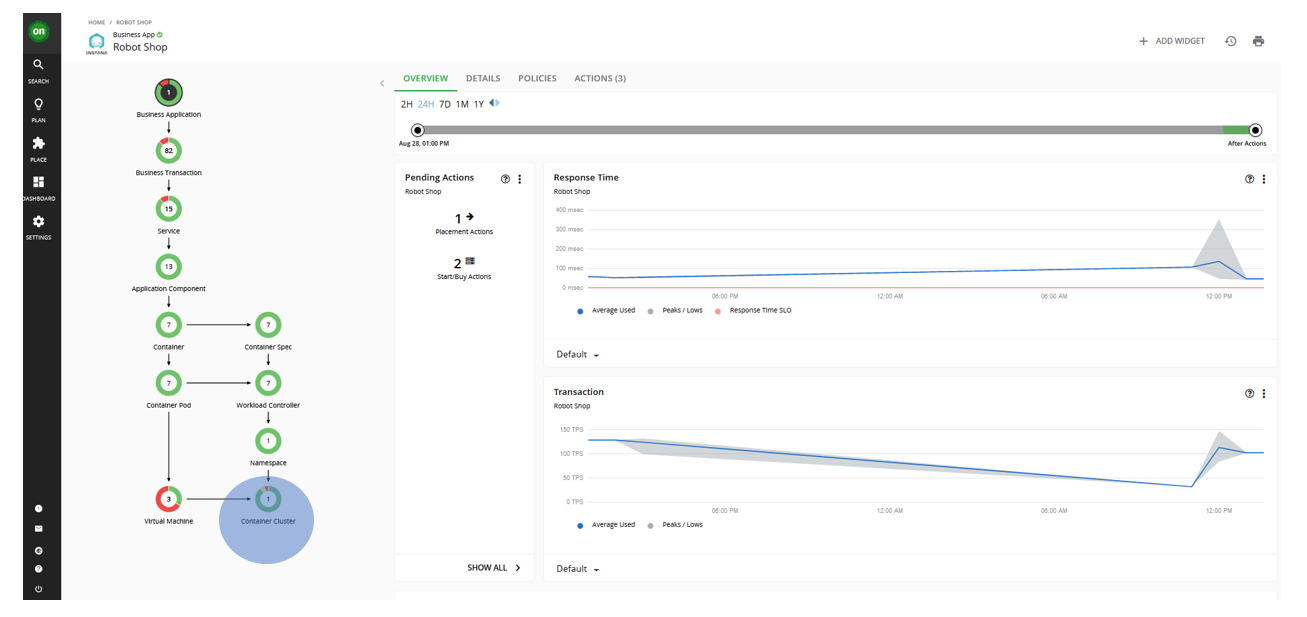 on
HOME / ROBOT SHOP
Business App
INSTANA
Robot Shop
ADD WIDGET
SEARCH
PLAN
PLACE
DASHBOARD
SETTINGS
1
Business Application
82
Business Transaction
15
Service
13
Application Component
7
Container
7
Container Spec
7
Container Pod
7
Workload Controller
1
Namespace
3
Virtual Machine
1
Container Cluster
OVERVIEW DETAILS POLICIES ACTIONS (3)
2H 24H 7D 1M 1Y
Aug 28, 01:00 PM
After Actions
Pending Actions
Robot Shop
1
Placement Actions
2
Start/Buy Actions
SHOW ALL
Response Time
Robot Shop
400 msec
300 msec
200 msec
100 msec
0 msec
06:00 PM 12:00 AM 06:00 AM 12:00 PM
Average Used Peaks / Lows Response Time SLO
Default
Transaction
Robot Shop
150 TPS
100 TPS
50 TPS
0 TPS
06:00 PM 12:00 AM 06:00 AM 12:00 PM
Average Used Peaks / Lows
Default